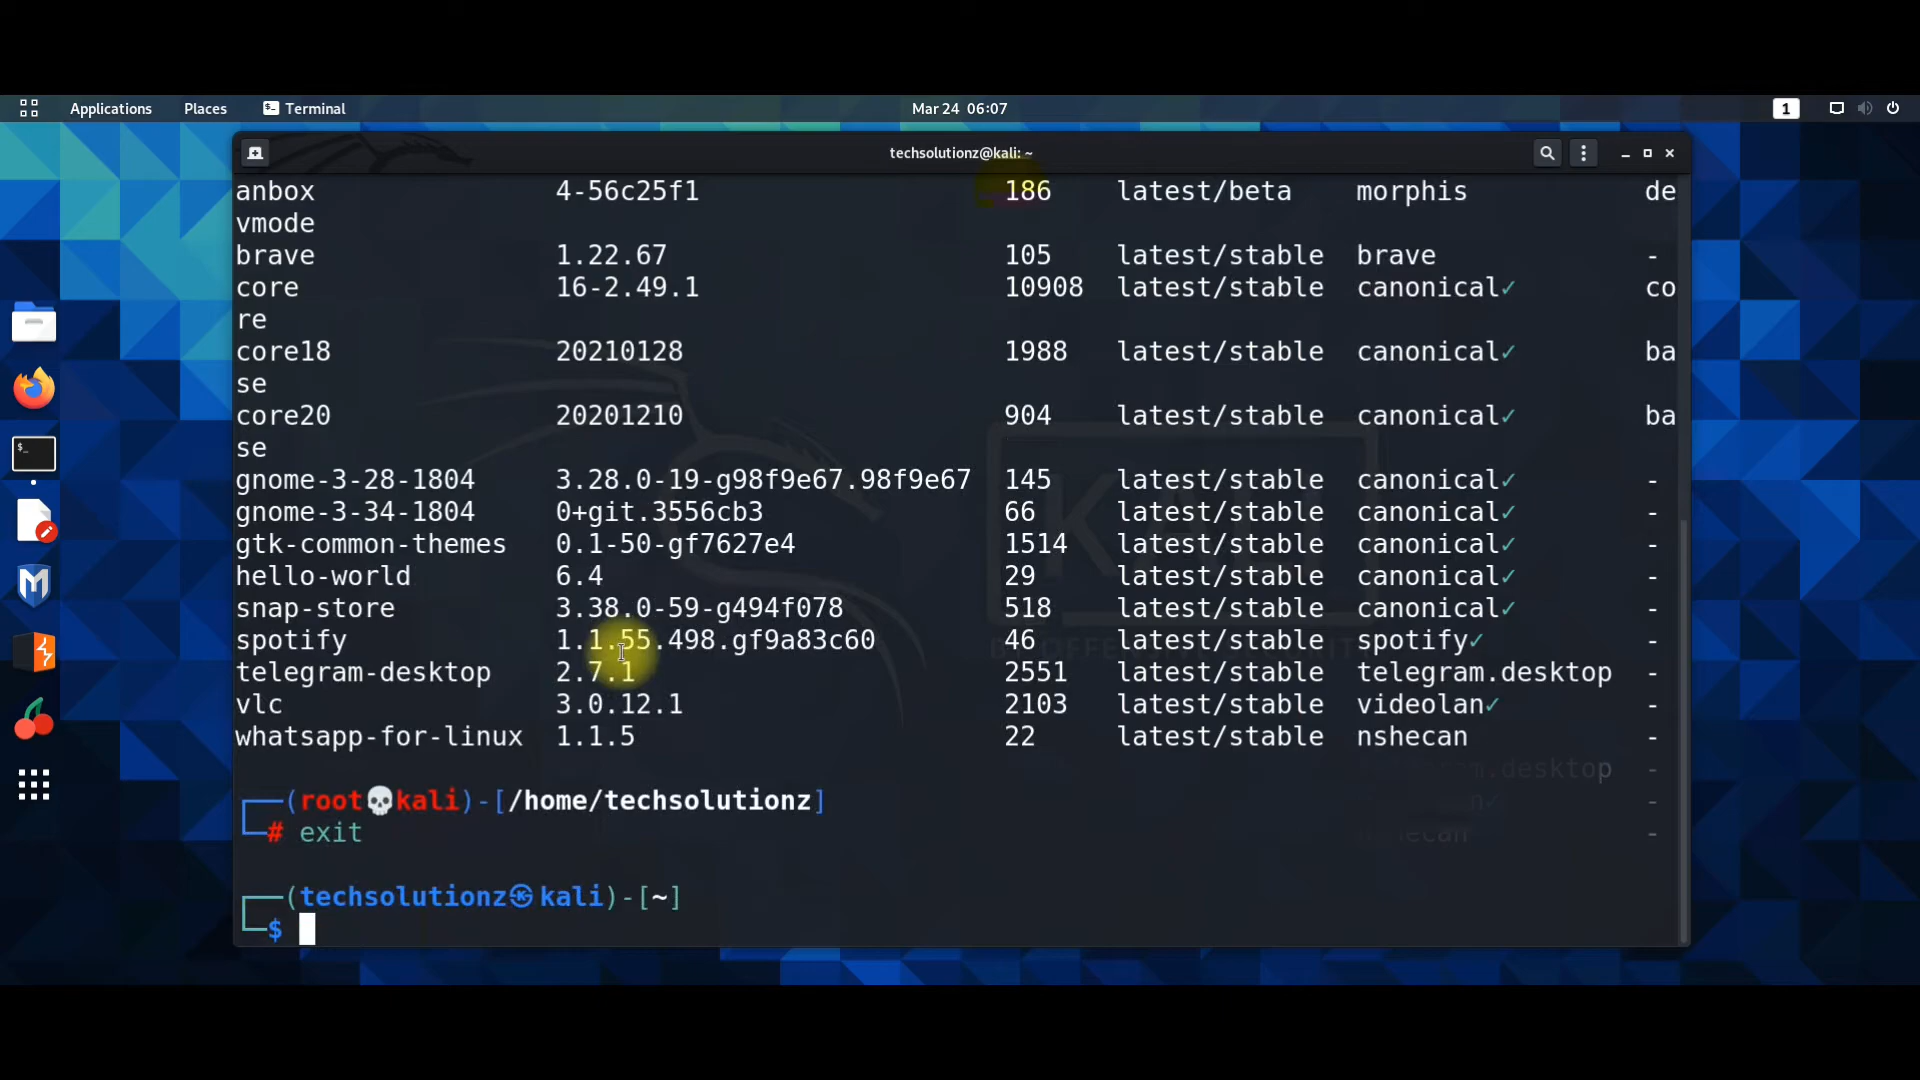 Applications Places Terminal Mar 24 06:07 1
techsolutionz@kali: ~
anbox 4-56c25f1 186 latest/beta morphis de
vmode
brave 1.22.67 105 latest/stable brave -
core 16-2.49.1 10908 latest/stable canonical✓ co
re
core18 20210128 1988 latest/stable canonical✓ ba
se
core20 20201210 904 latest/stable canonical✓ ba
se
gnome-3-28-1804 3.28.0-19-g98f9e67.98f9e67 145 latest/stable canonical✓ -
gnome-3-34-1804 0+git.3556cb3 66 latest/stable canonical✓ -
gtk-common-themes 0.1-50-gf7627e4 1514 latest/stable canonical✓ -
hello-world 6.4 29 latest/stable canonical✓ -
snap-store 3.38.0-59-g494f078 518 latest/stable canonical✓ -
spotify 1.1.55.498.gf9a83c60 46 latest/stable spotify✓ -
telegram-desktop 2.7.1 2551 latest/stable telegram.desktop -
vlc 3.0.12.1 2103 latest/stable videolan✓ -
whatsapp-for-linux 1.1.5 22 latest/stable nshecan -
┌──(root💀kali)-[/home/techsolutionz]
└─# exit
┌──(techsolutionz㉿kali)-[~]
└─$